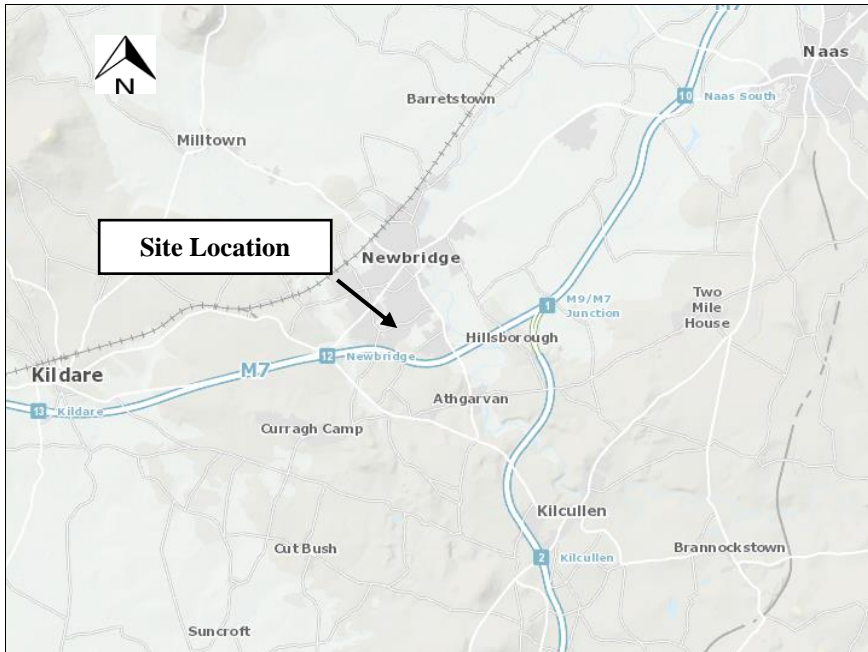 M7
Naas
N
10 Naas South
Barretstown
Milltown
Site Location
Newbridge
1 M9/M7
Junction
Two
Mile
House
Hillsborough
12 Newbridge
M7
Kildare
13 Kildare
Athgarvan
Curragh Camp
Kilcullen
Cut Bush
Brannockstown
2 Kilcullen
Suncroft